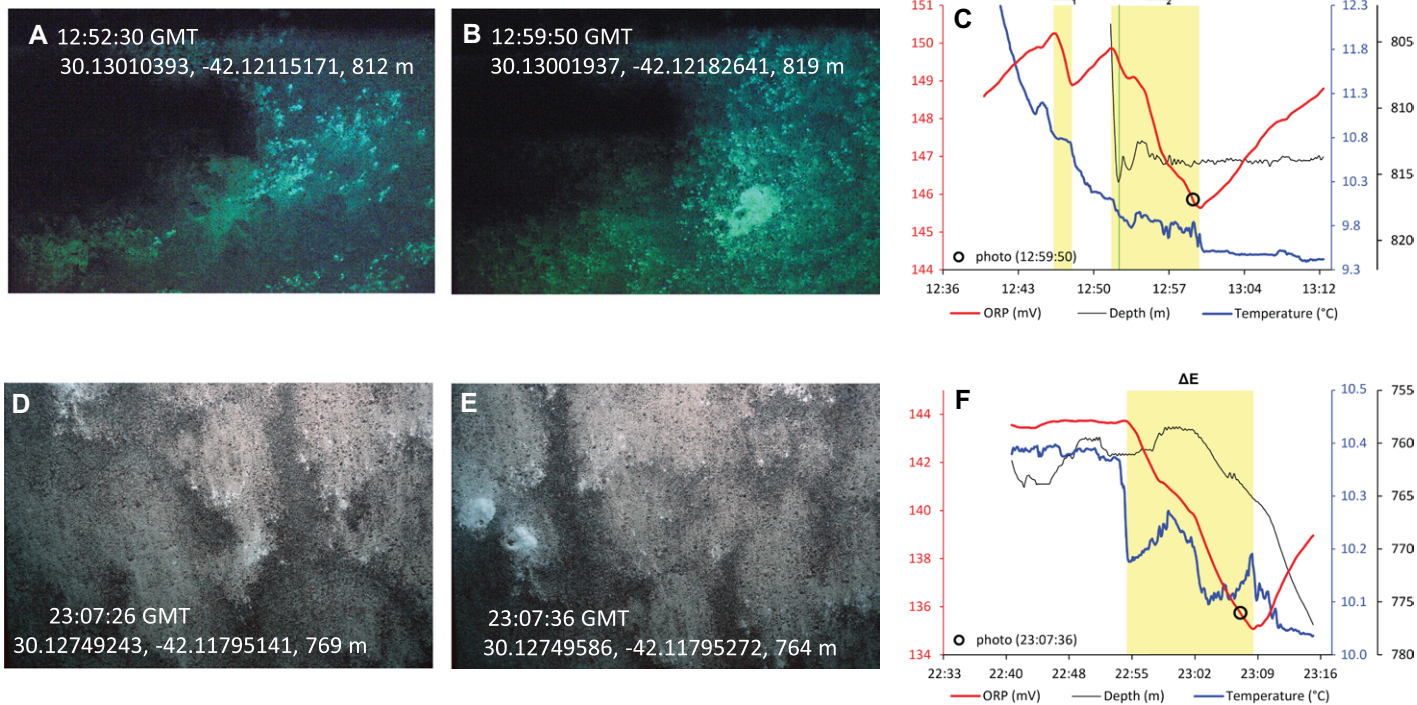 A 12:52:30 GMT
30.13010393, -42.12115171, 812 m
B 12:59:50 GMT
30.13001937, -42.12182641, 819 m
C
1
2
151
150
149
148
147
146
145
144
12.3
11.8
11.3
10.8
10.3
9.8
9.3
805
810
815
820
photo (12:59:50)
12:36 12:43 12:50 12:57 13:04 13:12
ORP (mV) Depth (m) Temperature (°C)
D
23:07:26 GMT
30.12749243, -42.11795141, 769 m
E
23:07:36 GMT
30.12749586, -42.11795272, 764 m
ΔE
F
144
142
140
138
136
134
10.5
10.4
10.3
10.2
10.1
10.0
755
760
765
770
775
780
photo (23:07:36)
22:33 22:40 22:48 22:55 23:02 23:09 23:16
ORP (mV) Depth (m) Temperature (°C)